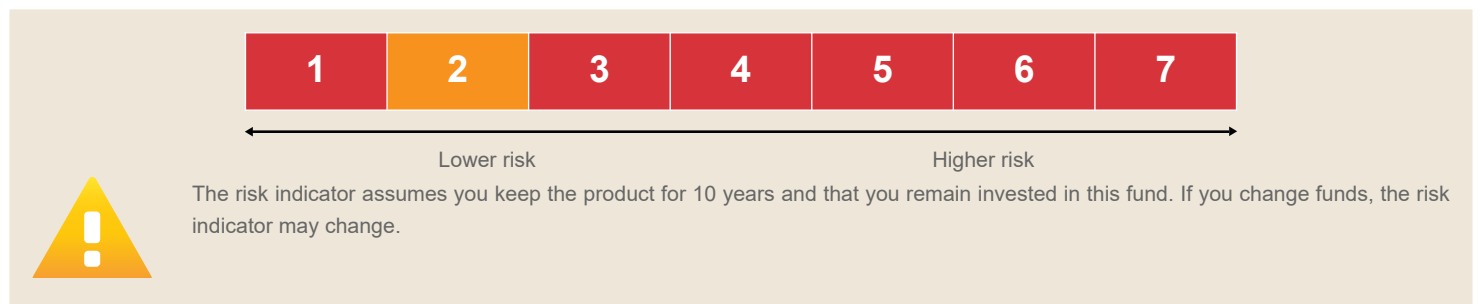 1 2 3 4 5 6 7
Lower risk Higher risk
The risk indicator assumes you keep the product for 10 years and that you remain invested in this fund. If you change funds, the risk
indicator may change.